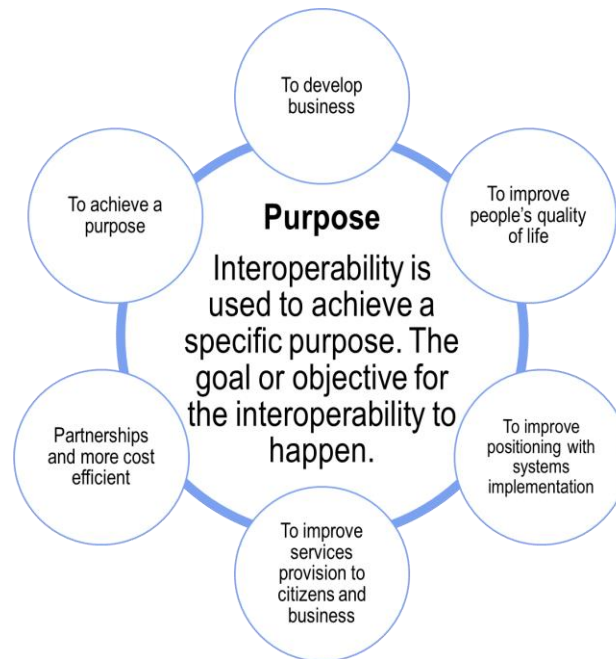 To develop
business
To improve
people's quality
of life
To improve
positioning with
systems
implementation
To improve
services
provision to
citizens and
business
Partnerships
and more cost
efficient
To achieve a
purpose
Purpose
Interoperability is
used to achieve a
specific purpose. The
goal or objective for
the interoperability to
happen.